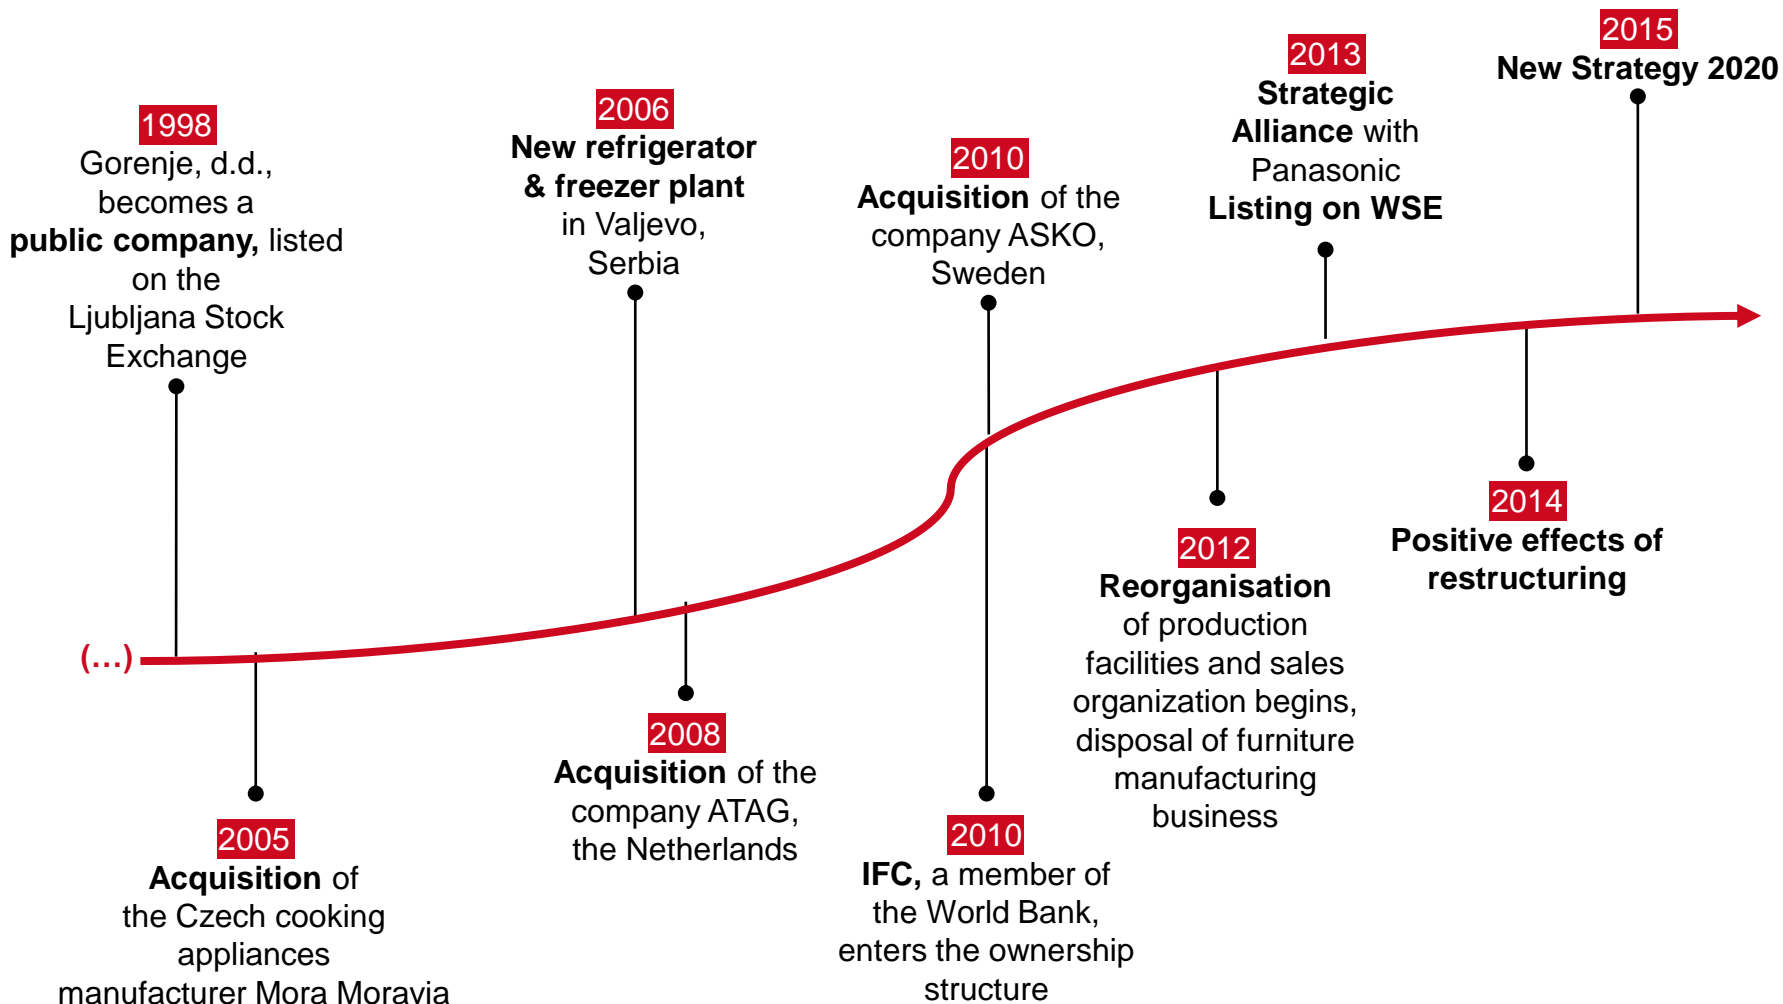 1998
Gorenje, d.d.,
becomes a
public company, listed
on the
Ljubljana Stock
Exchange
2006
New refrigerator
& freezer plant
in Valjevo,
Serbia
2010
Acquisition of the
company ASKO,
Sweden
2013
Strategic
Alliance with
Panasonic
Listing on WSE
2015
New Strategy 2020
(...)
2005
Acquisition of
the Czech cooking
appliances
manufacturer Mora Moravia
2008
Acquisition of the
company ATAG,
the Netherlands
2010
IFC, a member of
the World Bank,
enters the ownership
structure
2012
Reorganisation
of production
facilities and sales
organization begins,
disposal of furniture
manufacturing
business
2014
Positive effects of
restructuring